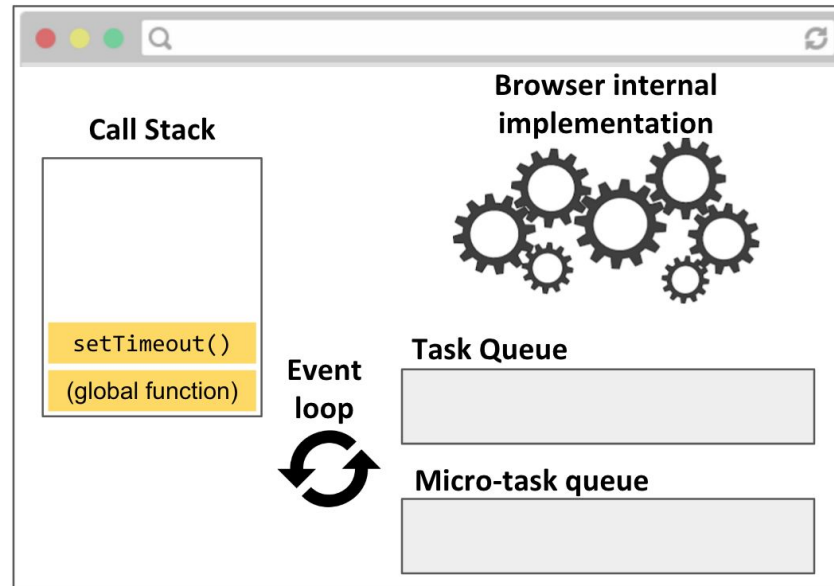 Browser internal
implementation
Call Stack
setTimeout()
(global function)
Event
loop
Task Queue
Micro-task queue